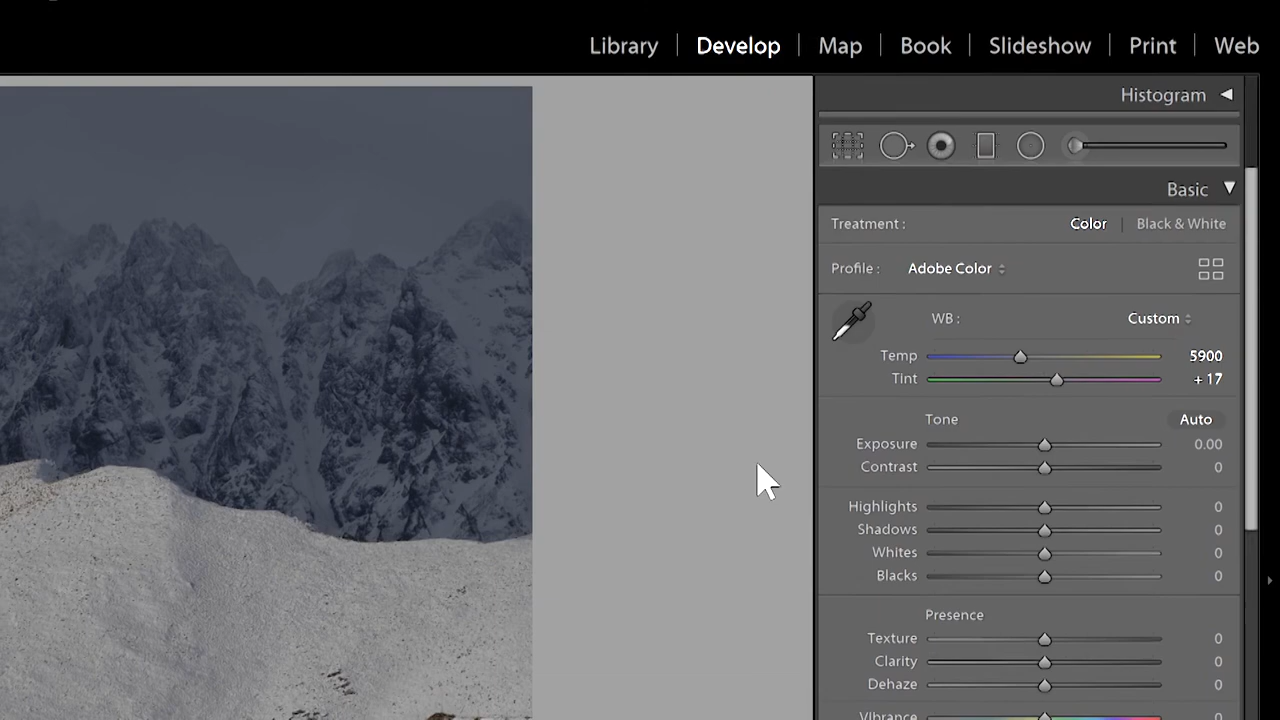 Library | Develop | Map | Book | Slideshow | Print | Web
Histogram
Basic
Treatment : Color | Black & White
Profile : Adobe Color
WB : Custom
Temp 5900
Tint + 17
Tone Auto
Exposure 0.00
Contrast 0
Highlights 0
Shadows 0
Whites 0
Blacks 0
Presence
Texture 0
Clarity 0
Dehaze 0
Vibrance 0